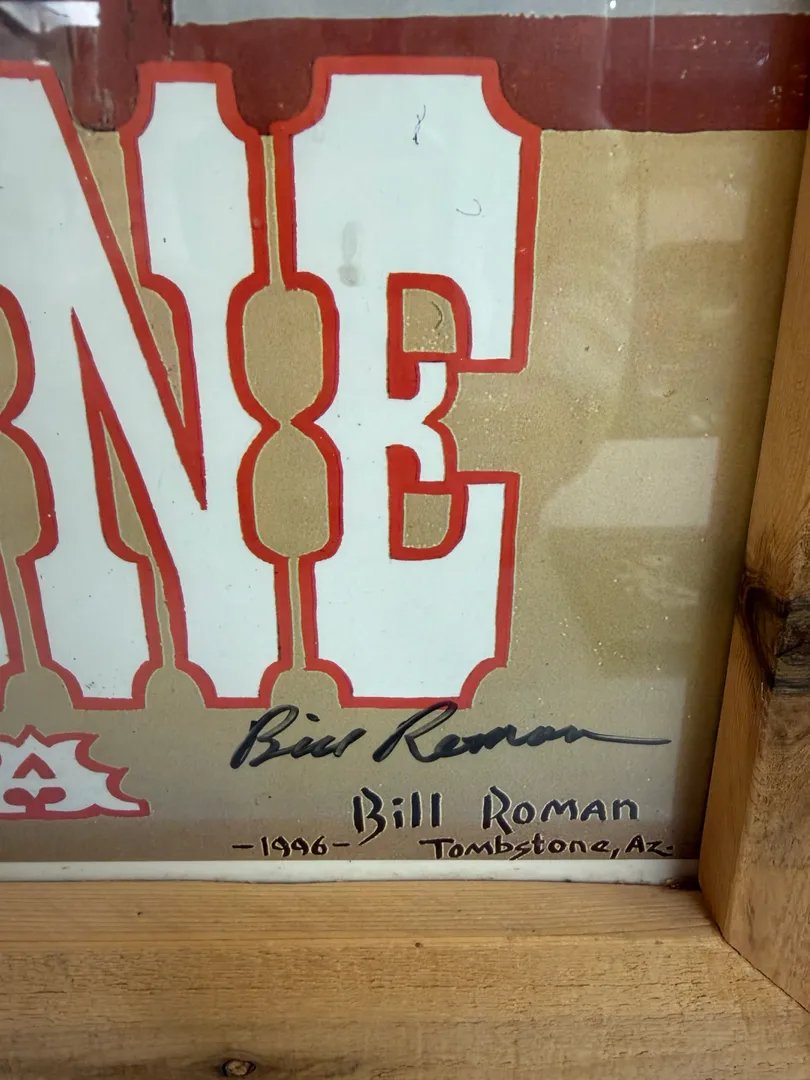 NE
Bill Roman
Bill Roman
-1996- Tombstone, Az.